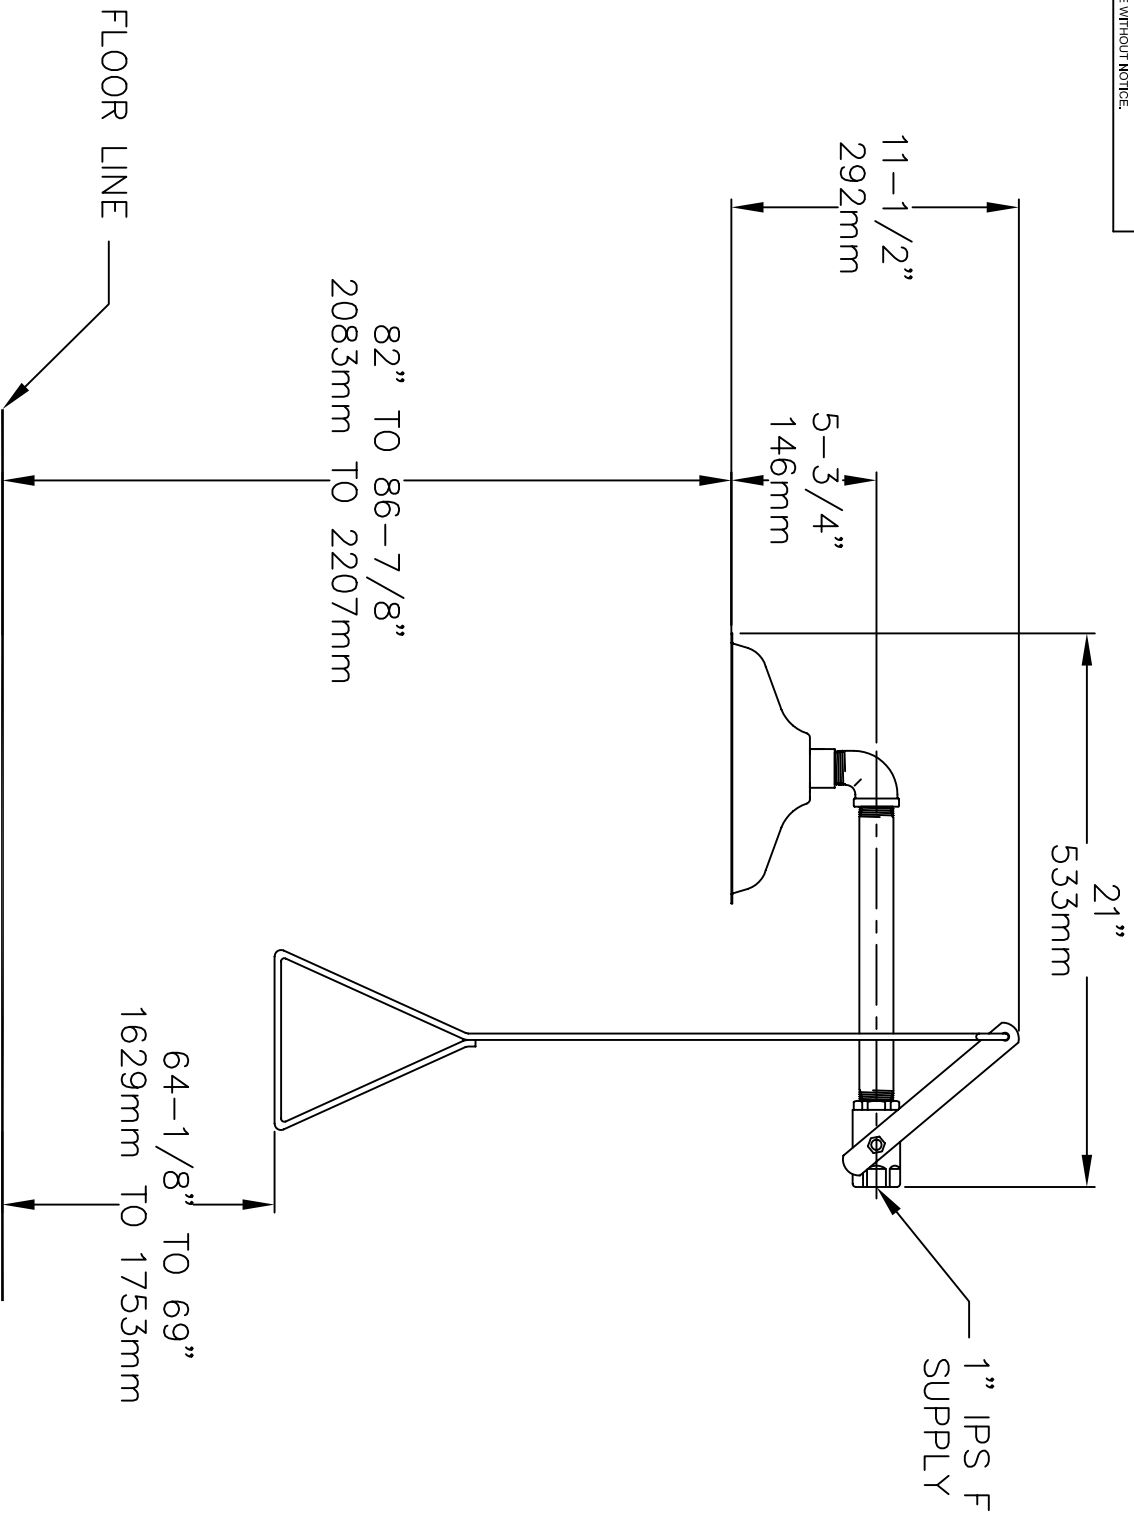 E WITHOUT NOTICE.
21"
533mm
1" IPS F
SUPPLY
11-1/2"
292mm
5-3/4"
146mm
82" TO 86-7/8"
2083mm TO 2207mm
64-1/8" TO 69"
1629mm TO 1753mm
FLOOR LINE